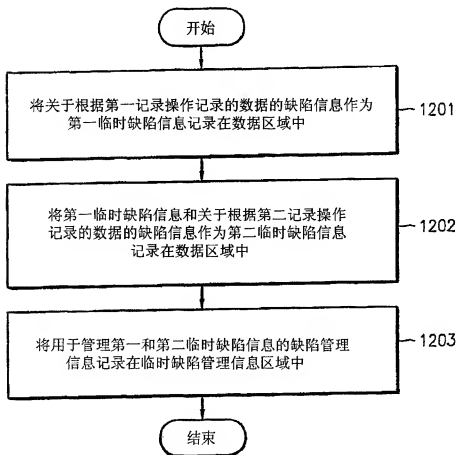 开始
将关于根据第一记录操作记录的数据的缺陷信息作为
第一临时缺陷信息记录在数据区域中
1201
将第一临时缺陷信息和关于根据第二记录操作
记录的数据的缺陷信息作为第二临时缺陷信息
记录在数据区域中
1202
将用于管理第一和第二临时缺陷信息的缺陷管理
信息记录在临时缺陷管理信息区域中
1203
结束